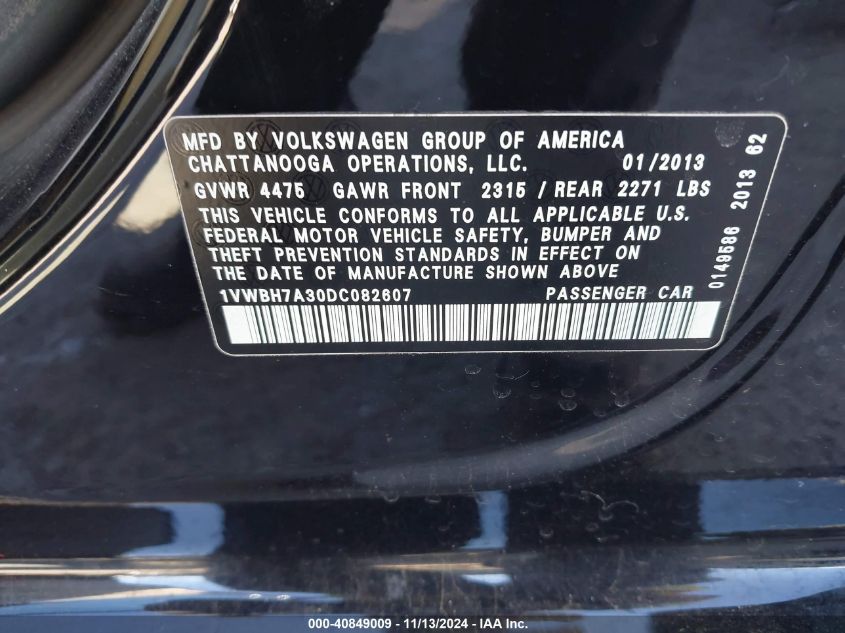 MFD BY VOLKSWAGEN GROUP OF AMERICA
CHATTANOOGA OPERATIONS, LLC. 01/2013
GVWR 4475 GAWR FRONT 2315 / REAR 2271 LBS
THIS VEHICLE CONFORMS TO ALL APPLICABLE U.S.
FEDERAL MOTOR VEHICLE SAFETY, BUMPER AND
THEFT PREVENTION STANDARDS IN EFFECT ON
THE DATE OF MANUFACTURE SHOWN ABOVE
1VWBH7A30DC082607 PASSENGER CAR
0149586 2013 62
000-40849009 - 11/13/2024 - IAA Inc.